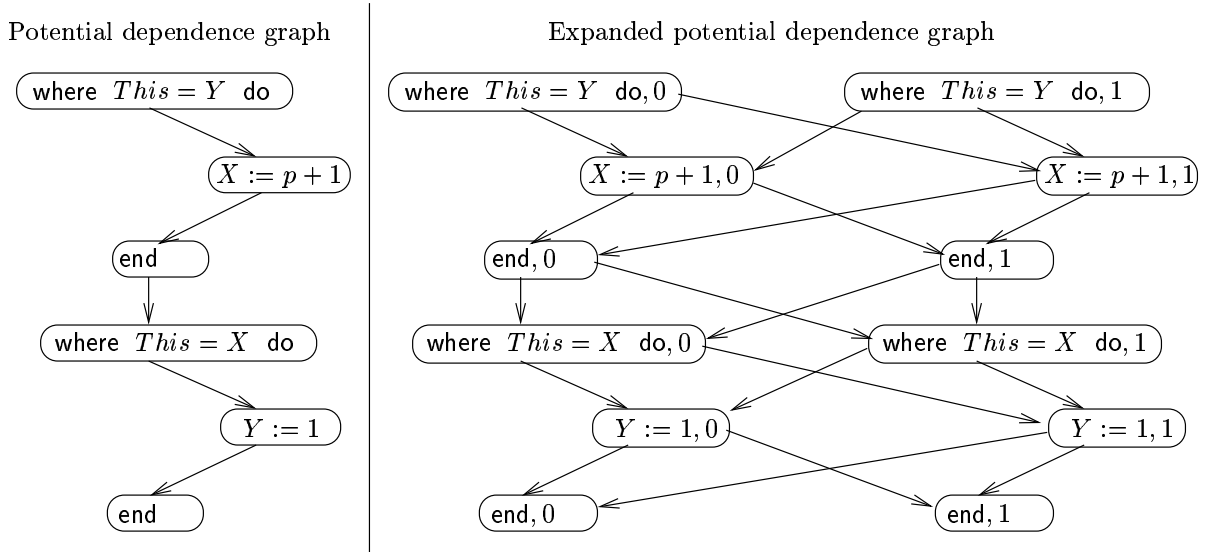 Potential dependence graph
where This = Y do
X := p + 1
end
where This = X do
Y := 1
end
Expanded potential dependence graph
where This = Y do, 0
where This = Y do, 1
X := p + 1, 0
X := p + 1, 1
end, 0
end, 1
where This = X do, 0
where This = X do, 1
Y := 1, 0
Y := 1, 1
end, 0
end, 1